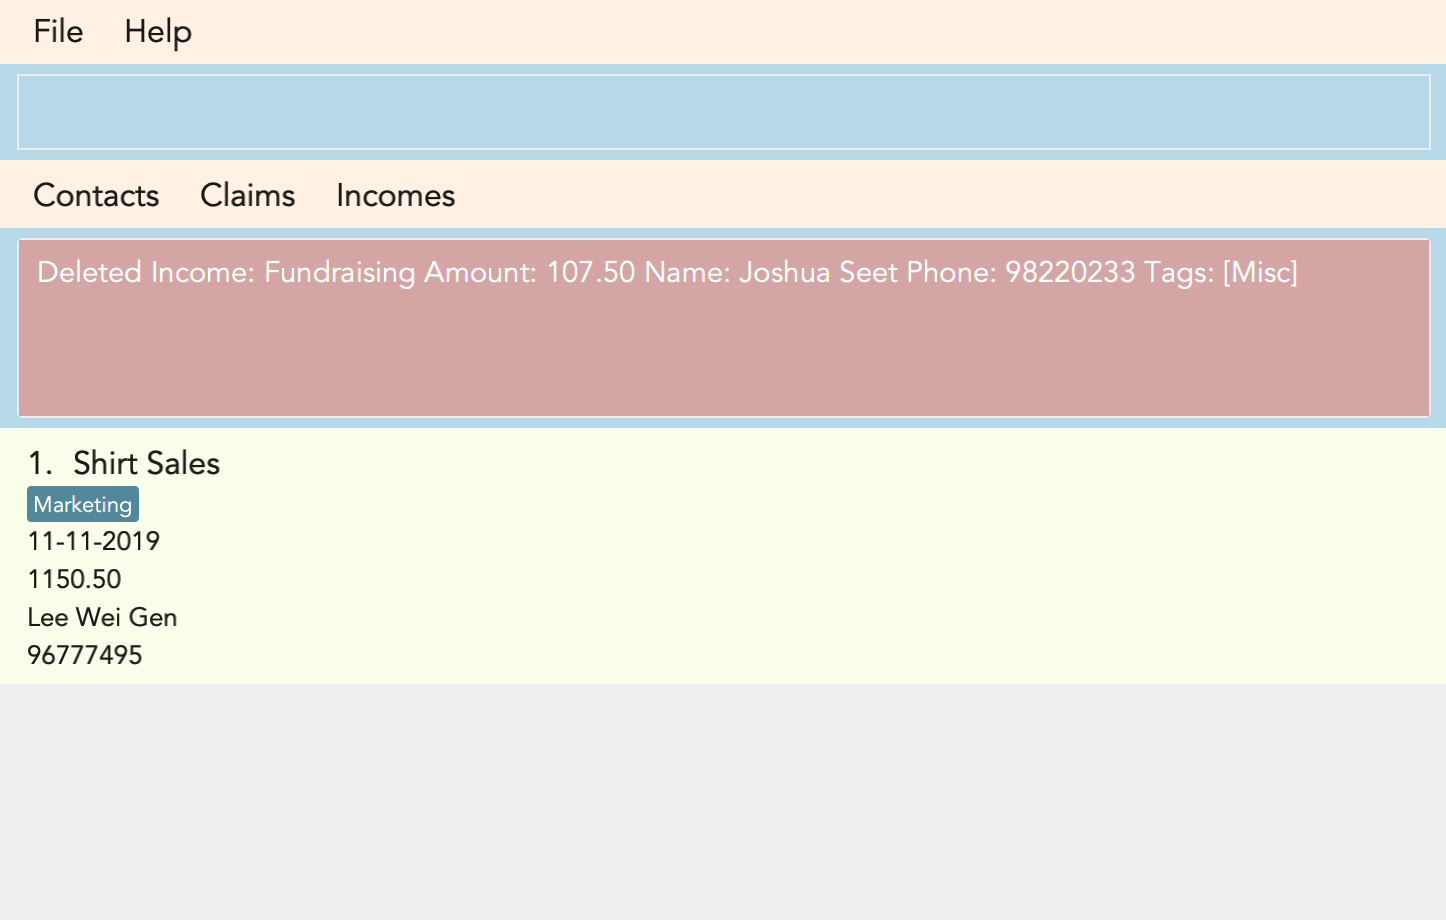 File Help
Contacts Claims Incomes
Deleted Income: Fundraising Amount: 107.50 Name: Joshua Seet Phone: 98220233 Tags: [Misc]
1. Shirt Sales
Marketing
11-11-2019
1150.50
Lee Wei Gen
96777495